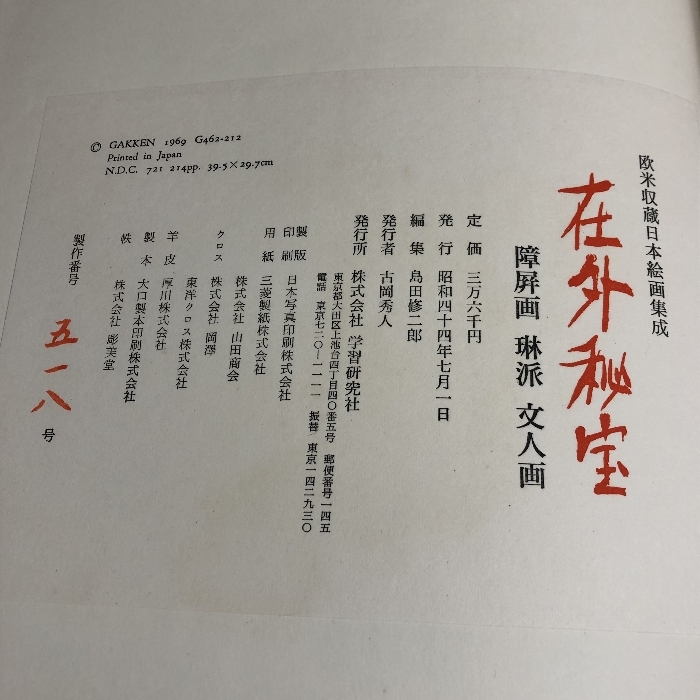 欧米収蔵日本絵画集成
在外秘宝
障屏画 琳派 文人画
定価 三万六千円
発行 昭和四十四年七月一日
編集 島田修二郎
発行者 古岡秀人
発行所 株式会社 学習研究社
東京都大田区上池台四丁目四〇番五号 郵便番号一四五
電話 東京七二〇―一一一一 振替 東京一四二九三〇
製版
印刷 日本写真印刷株式会社
用紙 三菱製紙株式会社
株式会社 山田商会
クロス 株式会社 岡澤
東洋クロス株式会社
羊皮 厚川株式会社
製本 大口製本印刷株式会社
帙 株式会社 彫美堂
製作番号 五一八 号
© GAKKEN 1969 G462-212
Printed in Japan
N.D.C. 721 214pp. 39.5×29.7cm